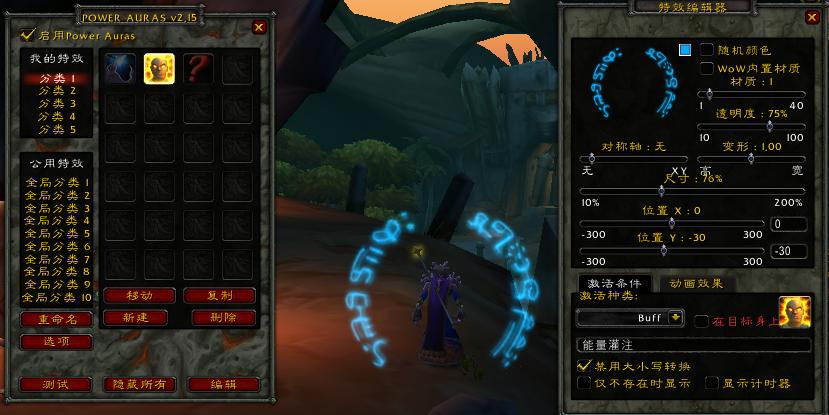 POWER AURAS v2.15
启用Power Auras
我的特效
分类 1
分类 2
分类 3
分类 4
分类 5
公用特效
全局分类 1
全局分类 2
全局分类 3
全局分类 4
全局分类 5
全局分类 6
全局分类 7
全局分类 8
全局分类 9
全局分类 10
重命名
选项
移动
复制
新建
删除
测试
隐藏所有
编辑
特效编辑器
随机颜色
WoW内置材质
材质：1
1
40
透明度：75%
10
100
对称轴：无
变形：1,00
无
XY
高
宽
尺寸：76%
10%
200%
位置 X：0
-300
300
0
位置 Y：-30
-300
300
-30
激活条件
动画效果
激活种类:
Buff
在目标身上
能量灌注
禁用大小写转换
仅不存在时显示
显示计时器